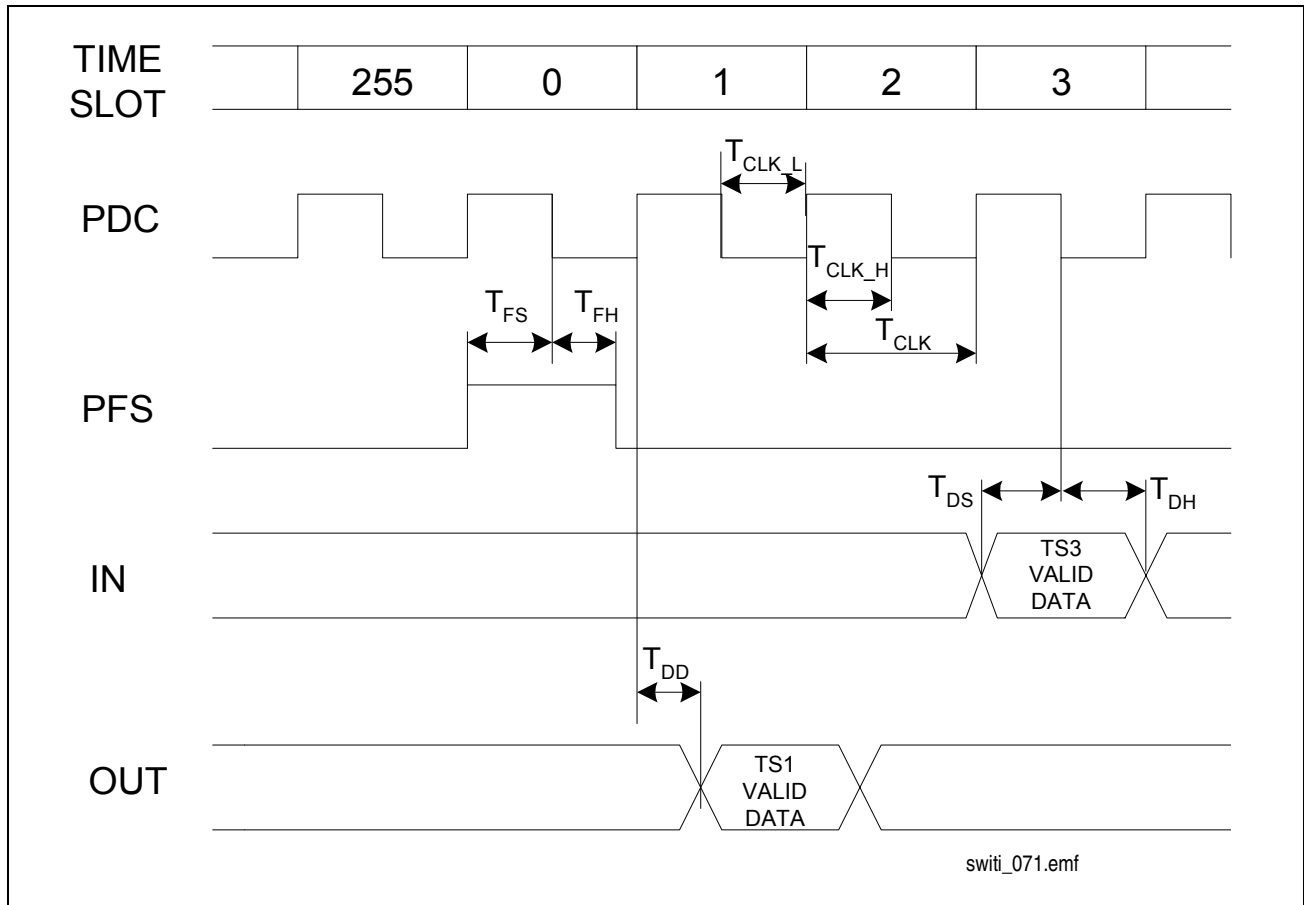 TIME
SLOT
255 0 1 2 3
T_CLK_L
PDC
T_CLK_H
T_FS T_FH
T_CLK
PFS
T_DS T_DH
IN
TS3
VALID
DATA
T_DD
OUT
TS1
VALID
DATA
switi_071.emf